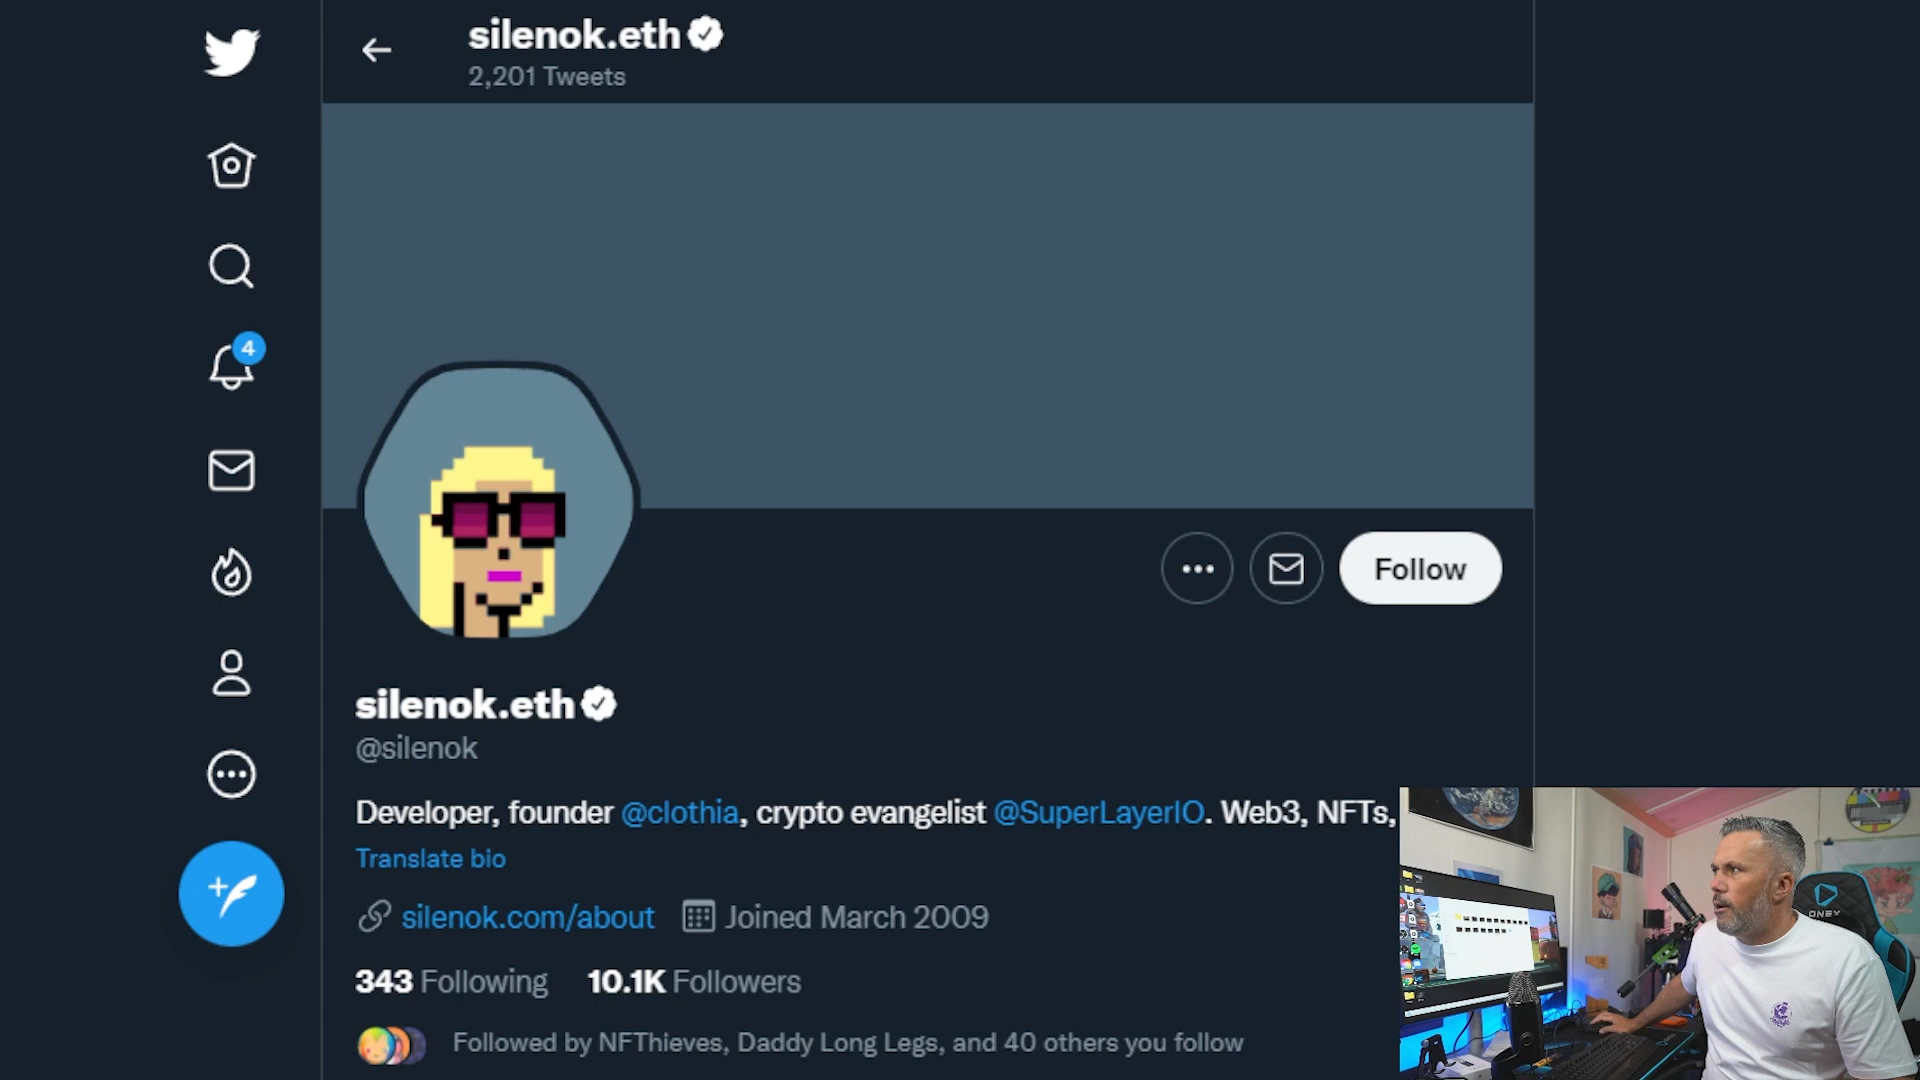 silenok.eth
2,201 Tweets
4
Follow
silenok.eth
@silenok
Developer, founder @clothia, crypto evangelist @SuperLayerIO. Web3, NFTs,
Translate bio
silenok.com/about Joined March 2009
343 Following 10.1K Followers
Followed by NFThieves, Daddy Long Legs, and 40 others you follow
ONEX